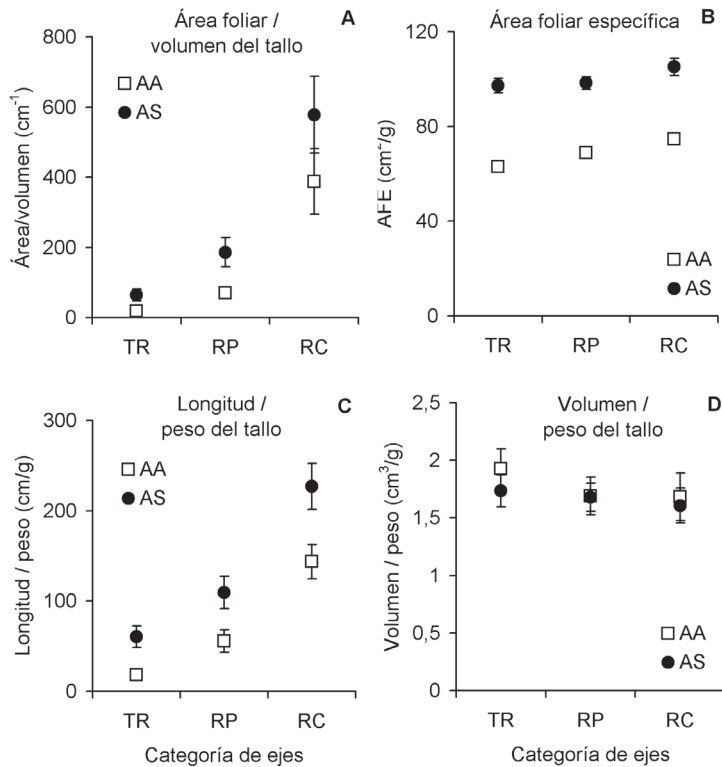 Área foliar /
volumen del tallo
A
AA
AS
Área/volumen (cm⁻¹)
800
600
400
200
0
TR RP RC
Área foliar específica
B
AFE (cm²/g)
120
80
40
0
AA
AS
TR RP RC
Longitud /
peso del tallo
C
AA
AS
Longitud / peso (cm/g)
300
200
100
0
TR RP RC
Categoría de ejes
Volumen /
peso del tallo
D
Volumen / peso (cm³/g)
2,5
2
1,5
1
0,5
0
AA
AS
TR RP RC
Categoría de ejes